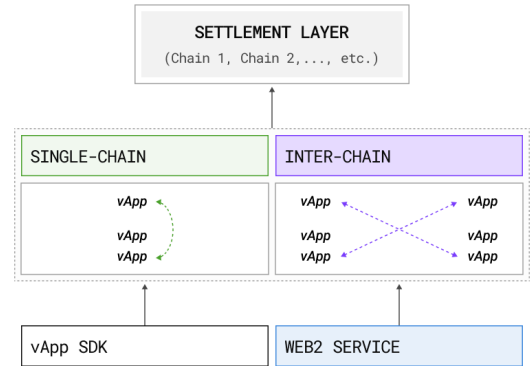 SETTLEMENT LAYER
(Chain 1, Chain 2,..., etc.)
SINGLE-CHAIN
INTER-CHAIN
vApp
vApp
vApp
vApp
vApp
vApp
vApp
vApp
vApp
vApp SDK
WEB2 SERVICE